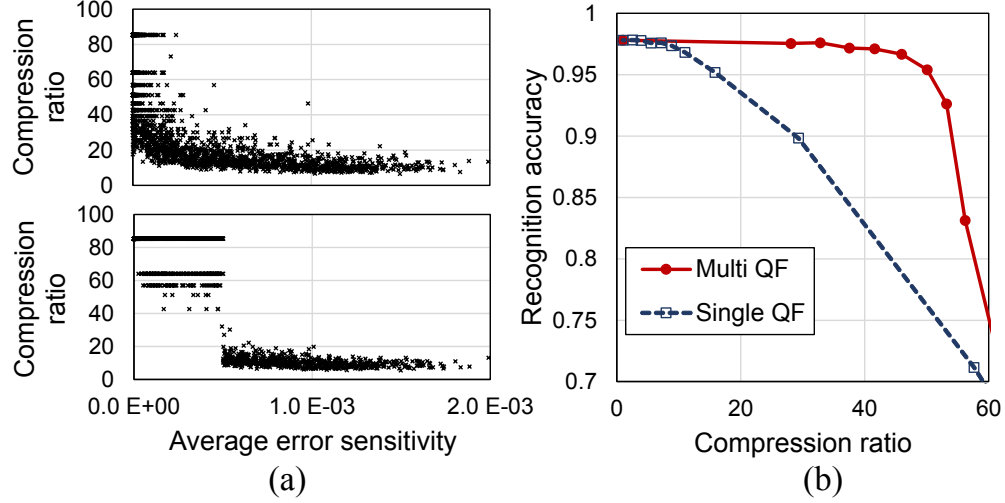 100
80
60
40
20
0
Compression
ratio
100
80
60
40
20
0
Compression
ratio
0.0 E+00
1.0 E-03
2.0 E-03
Average error sensitivity
(a)
1
0.95
0.9
0.85
0.8
0.75
0.7
Recognition accuracy
Multi QF
Single QF
0
20
40
60
Compression ratio
(b)